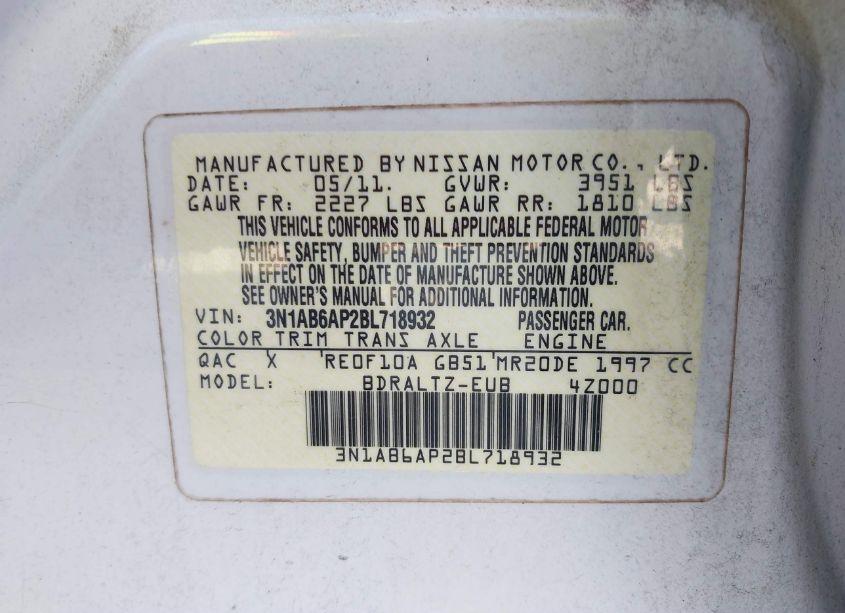 MANUFACTURED BY NISSAN MOTOR CO., LTD.
DATE: 05/11. GVWR: 3951 LBS
GAWR FR: 2227 LBS GAWR RR: 1810 LBS
THIS VEHICLE CONFORMS TO ALL APPLICABLE FEDERAL MOTOR
VEHICLE SAFETY, BUMPER AND THEFT PREVENTION STANDARDS
IN EFFECT ON THE DATE OF MANUFACTURE SHOWN ABOVE.
SEE OWNER'S MANUAL FOR ADDITIONAL INFORMATION.
VIN: 3N1AB6AP2BL718932 PASSENGER CAR.
COLOR TRIM TRANS AXLE ENGINE
QAC X 'RE0F10A GB51'MR20DE 1997 CC
MODEL: BDRALTZ-EUB 4Z000
3N1AB6AP2BL718932